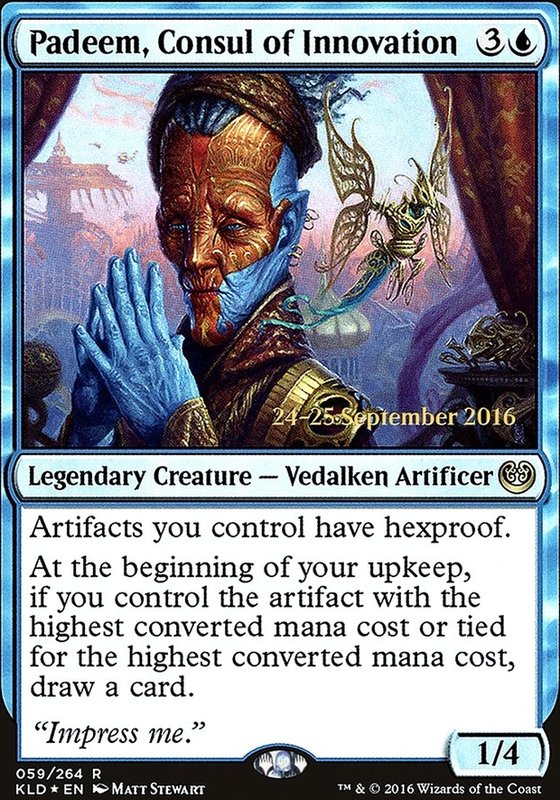 Padeem, Consul of Innovation 3
24-25 September 2016
Legendary Creature — Vedalken Artificer
Artifacts you control have hexproof.
At the beginning of your upkeep,
if you control the artifact with the
highest converted mana cost or tied
for the highest converted mana cost,
draw a card.
“Impress me.”
1/4
059/264 R
KLD ★ EN Matt Stewart
™ & © 2016 Wizards of the Coast